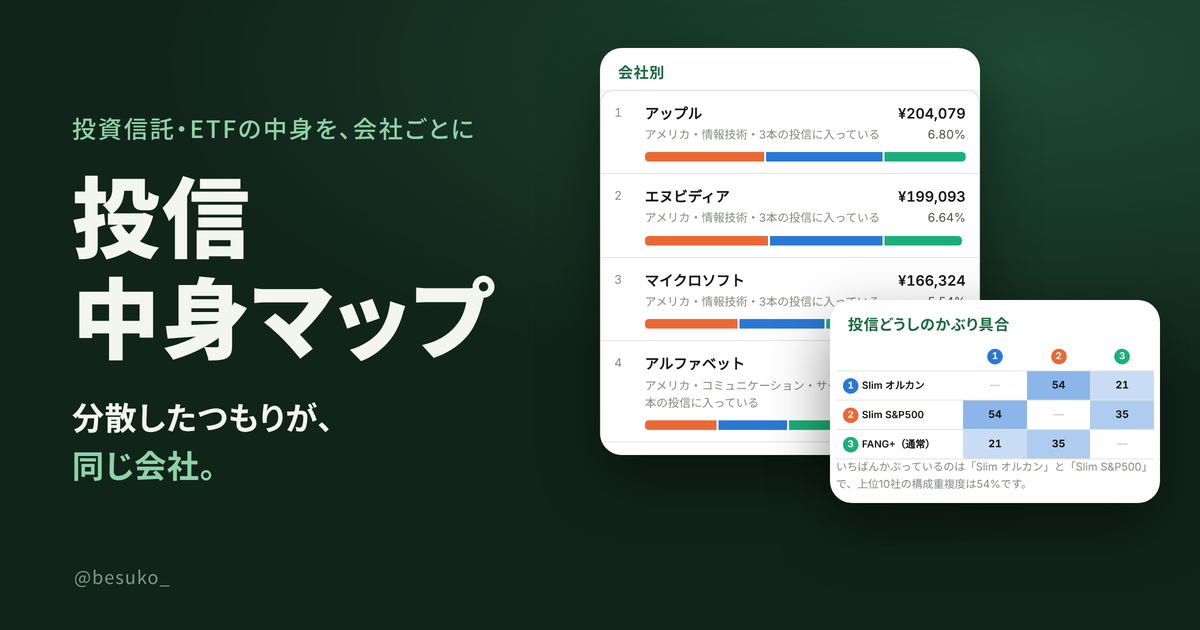 投資信託・ETFの中身を、会社ごとに
投信
中身マップ
分散したつもりが、
同じ会社。
@besuko_
会社別
1 アップル ¥204,079
アメリカ・情報技術・3本の投信に入っている 6.80%
2 エヌビディア ¥199,093
アメリカ・情報技術・3本の投信に入っている 6.64%
3 マイクロソフト ¥166,324
アメリカ・情報技術・3本の投信に入っている
4 アルファベット
アメリカ・コミュニケーション・サ
本の投信に入っている
投信どうしのかぶり具合
1 2 3
1 Slim オルカン — 54 21
2 Slim S&P500 54 — 35
3 FANG+（通常） 21 35 —
いちばんかぶっているのは「Slim オルカン」と「Slim S&P500」
で、上位10社の構成重複度は54%です。